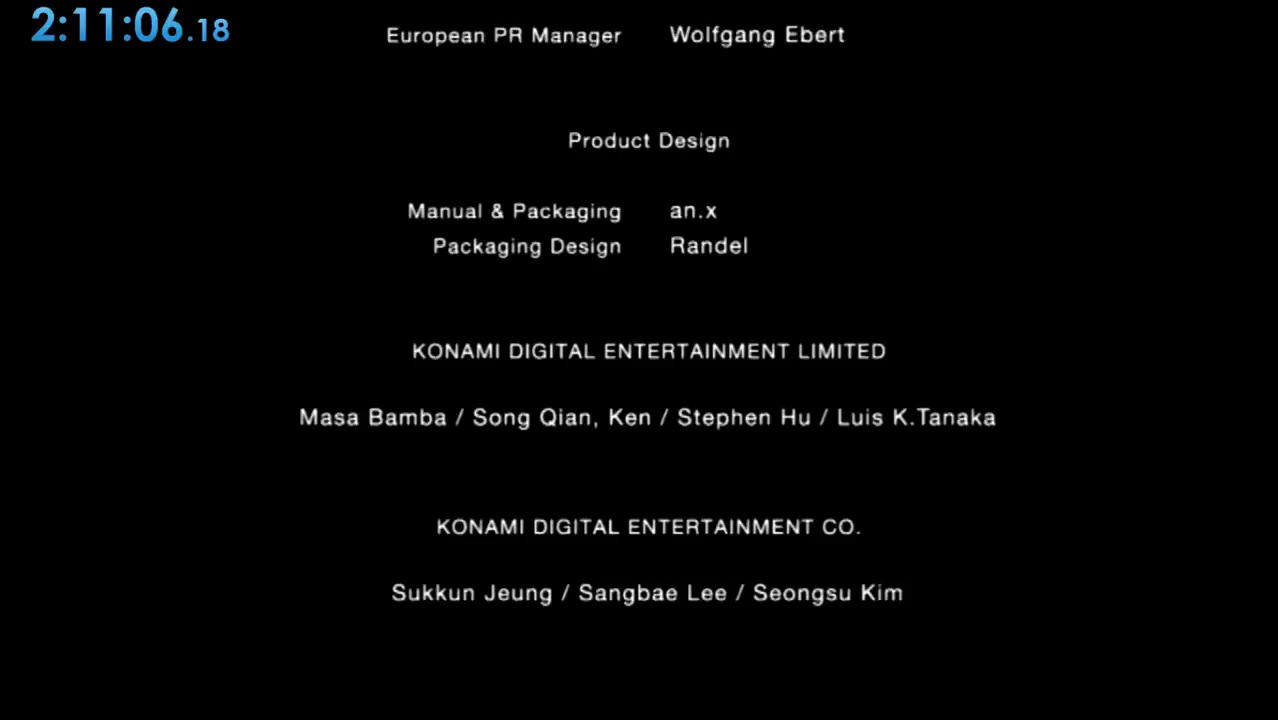 2:11:06.18
European PR Manager Wolfgang Ebert
Product Design
Manual & Packaging an.x
Packaging Design Randel
KONAMI DIGITAL ENTERTAINMENT LIMITED
Masa Bamba / Song Qian, Ken / Stephen Hu / Luis K.Tanaka
KONAMI DIGITAL ENTERTAINMENT CO.
Sukkun Jeung / Sangbae Lee / Seongsu Kim